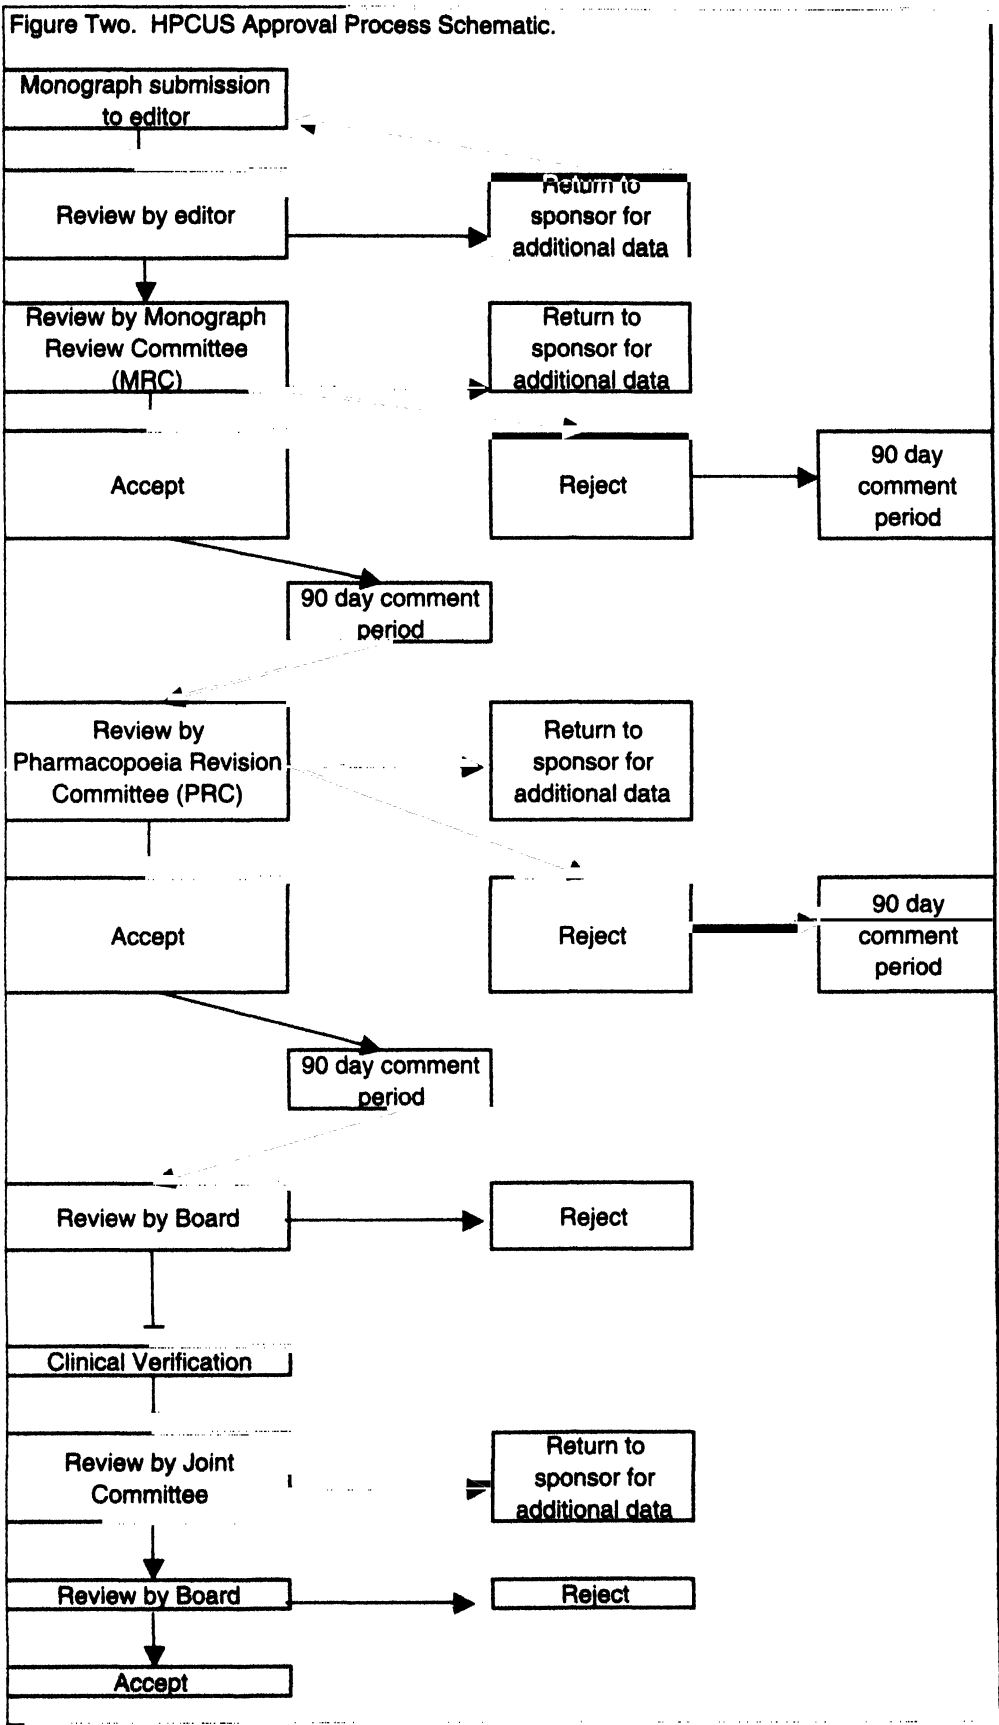 Figure Two. HPCUS Approval Process Schematic.
Monograph submission
to editor
Review by editor
Return to
sponsor for
additional data
Review by Monograph
Review Committee
(MRC)
Return to
sponsor for
additional data
Accept
Reject
90 day
comment
period
90 day comment
period
Review by
Pharmacopoeia Revision
Committee (PRC)
Return to
sponsor for
additional data
Accept
Reject
90 day
comment
period
90 day comment
period
Review by Board
Reject
Clinical Verification
Review by Joint
Committee
Return to
sponsor for
additional data
Review by Board
Reject
Accept